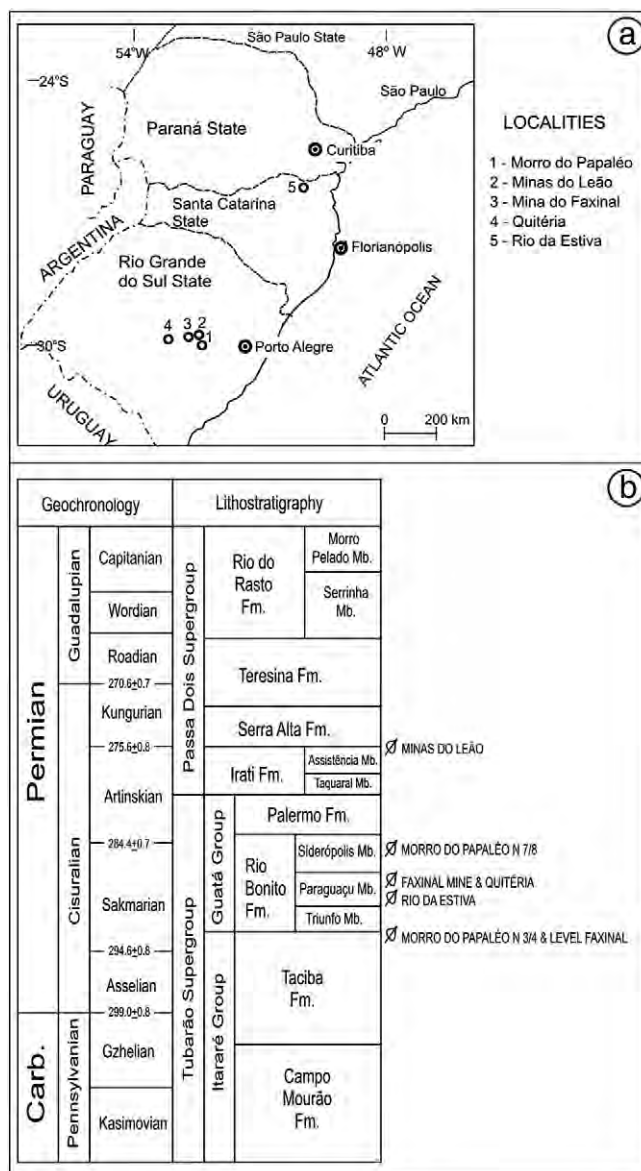 a
54°W
São Paulo State
48° W
24°S
São Paulo
PARAGUAY
Paraná State
Curitiba
LOCALITIES
1 - Morro do Papaléo
2 - Minas do Leão
3 - Mina do Faxinal
4 - Quitéria
5 - Rio da Estiva
5
Santa Catarina
State
ARGENTINA
Florianópolis
Rio Grande
do Sul State
ATLANTIC OCEAN
4 3 2
1
30°S
Porto Alegre
URUGUAY
0 200 km
b
Geochronology
Lithostratigraphy
Permian
Carb.
Guadalupian
Cisuralian
Pennsylvanian
Capitanian
Wordian
Roadian
270.6±0.7
Kungurian
275.6±0.8
Artinskian
284.4±0.7
Sakmarian
294.6±0.8
Asselian
299.0±0.8
Gzhelian
Kasimovian
Passa Dois Supergroup
Tubarão Supergroup
Guatá Group
Itararé Group
Rio do
Rasto
Fm.
Morro
Pelado Mb.
Serrinha
Mb.
Teresina Fm.
Serra Alta Fm.
Irati Fm.
Assistência Mb.
Taquaral Mb.
Palermo Fm.
Rio
Bonito
Fm.
Siderópolis Mb.
Paraguaçu Mb.
Triunfo Mb.
Taciba
Fm.
Campo
Mourão
Fm.
MINAS DO LEÃO
MORRO DO PAPALÉO N 7/8
FAXINAL MINE & QUITÉRIA
RIO DA ESTIVA
MORRO DO PAPALÉO N 3/4 & LEVEL FAXINAL